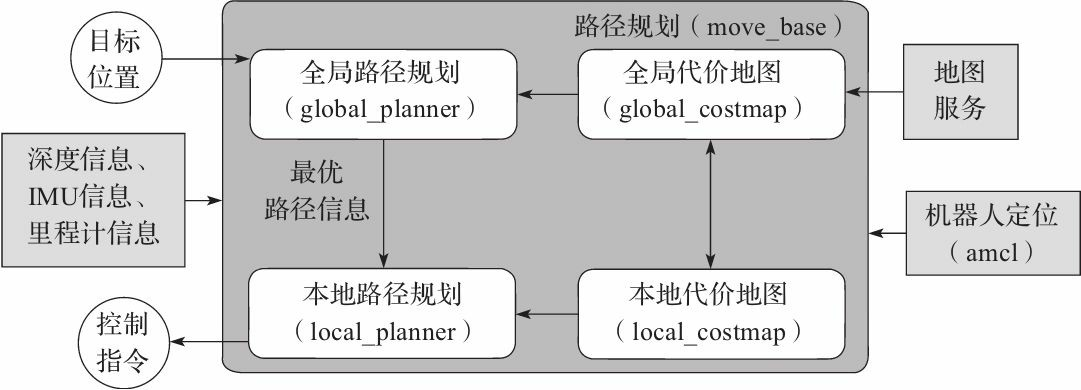 目标
位置
路径规划（move_base）
全局路径规划
（global_planner）
全局代价地图
（global_costmap）
地图
服务
深度信息、
IMU信息、
里程计信息
最优
路径信息
机器人定位
（amcl）
本地路径规划
（local_planner）
本地代价地图
（local_costmap）
控制
指令